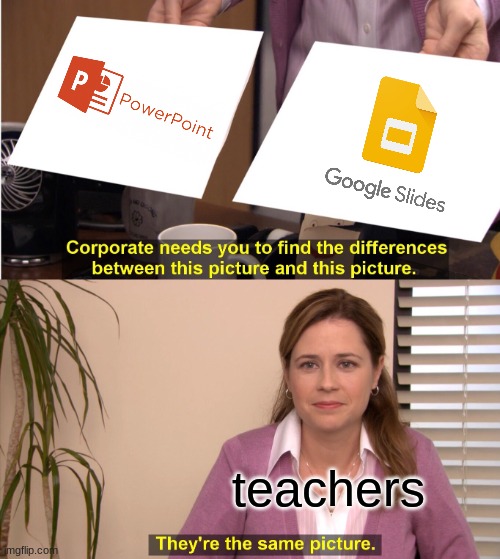 P
PowerPoint
Google Slides
Corporate needs you to find the differences
between this picture and this picture.
teachers
They're the same picture.
imgflip.com